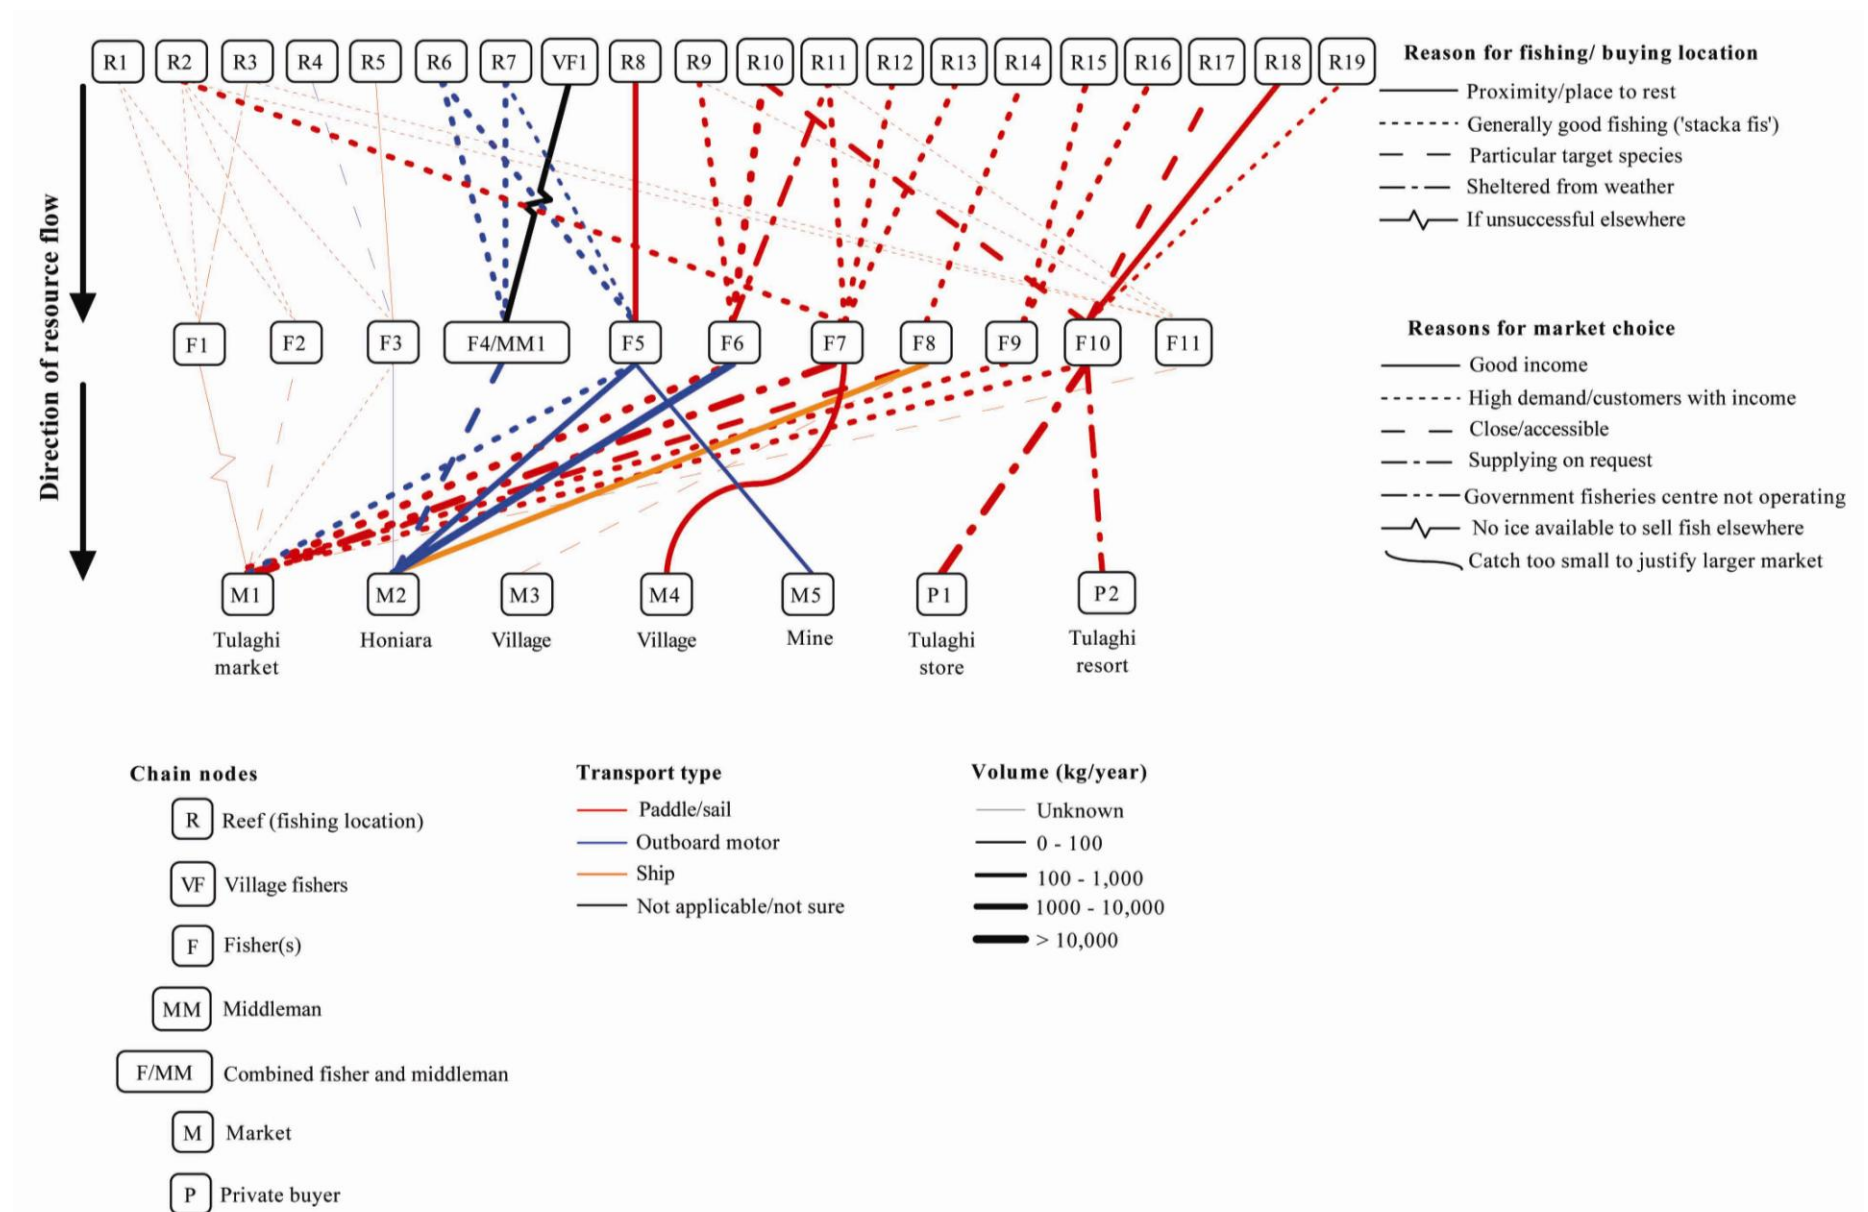 R1 R2 R3 R4 R5 R6 R7 VF1 R8 R9 R10 R11 R12 R13 R14 R15 R16 R17 R18 R19
Direction of resource flow
F1 F2 F3 F4/MM1 F5 F6 F7 F8 F9 F10 F11
M1 M2 M3 M4 M5 P1 P2
Tulaghi
market
Honiara
Village
Village
Mine
Tulaghi
store
Tulaghi
resort
Reason for fishing/ buying location
Proximity/place to rest
Generally good fishing ('stacka fis')
Particular target species
Sheltered from weather
If unsuccessful elsewhere
Reasons for market choice
Good income
High demand/customers with income
Close/accessible
Supplying on request
Government fisheries centre not operating
No ice available to sell fish elsewhere
Catch too small to justify larger market
Chain nodes
R Reef (fishing location)
VF Village fishers
F Fisher(s)
MM Middleman
F/MM Combined fisher and middleman
M Market
P Private buyer
Transport type
Paddle/sail
Outboard motor
Ship
Not applicable/not sure
Volume (kg/year)
Unknown
0 - 100
100 - 1,000
1000 - 10,000
> 10,000